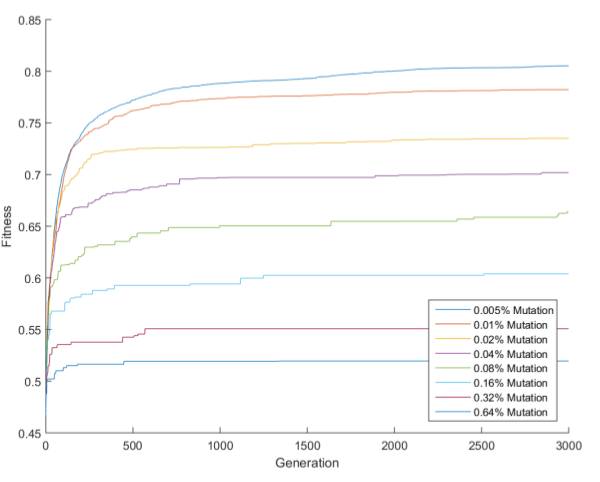 0.85
0.8
0.75
0.7
0.65
0.6
0.55
0.5
0.45
Fitness
0.005% Mutation
0.01% Mutation
0.02% Mutation
0.04% Mutation
0.08% Mutation
0.16% Mutation
0.32% Mutation
0.64% Mutation
0 500 1000 1500 2000 2500 3000
Generation